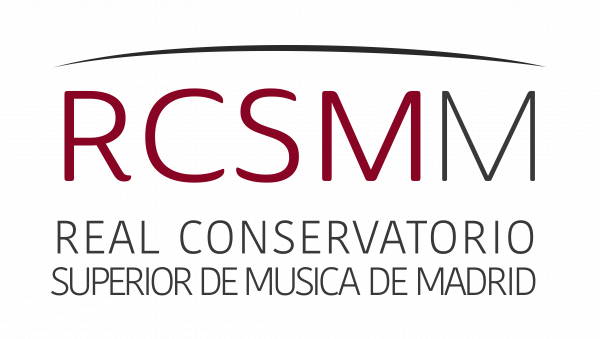 RCSMM
REAL CONSERVATORIO
SUPERIOR DE MUSICA DE MADRID